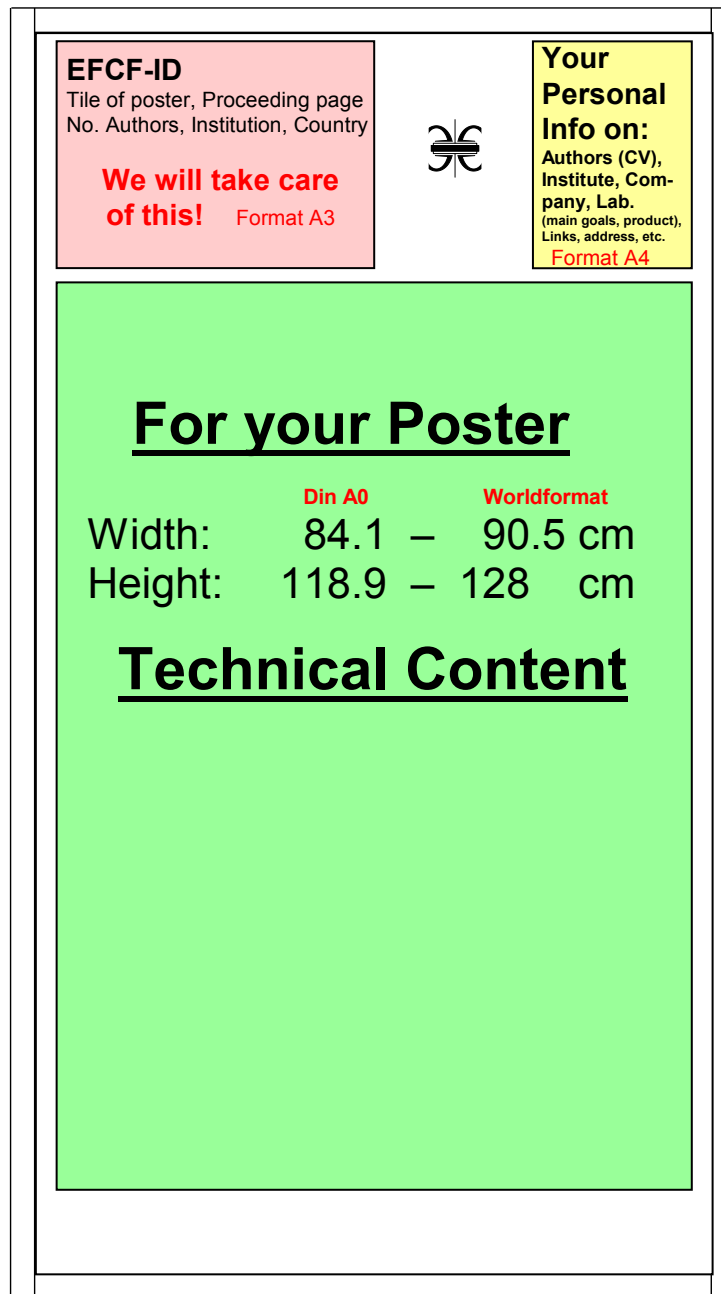 EFCF-ID
Tile of poster, Proceeding page
No. Authors, Institution, Country
We will take care
of this! Format A3
Your
Personal
Info on:
Authors (CV),
Institute, Com-
pany, Lab.
(main goals, product),
Links, address, etc.
Format A4
For your Poster
Din A0 Worldformat
Width: 84.1 – 90.5 cm
Height: 118.9 – 128 cm
Technical Content